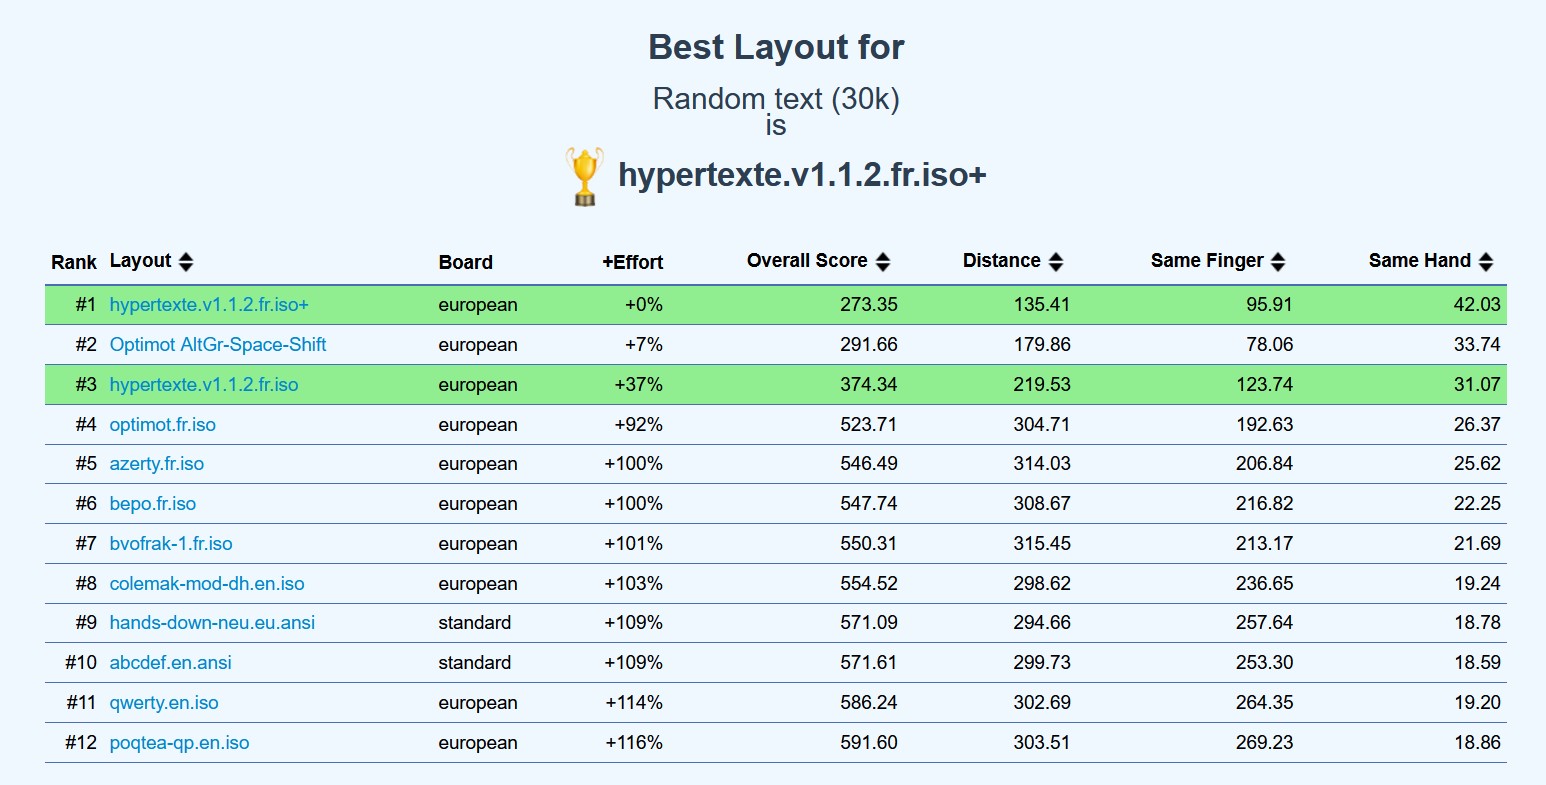 Best Layout for
Random text (30k)
is
hypertexte.v1.1.2.fr.iso+
Rank Layout Board +Effort Overall Score Distance Same Finger Same Hand
#1 hypertexte.v1.1.2.fr.iso+ european +0% 273.35 135.41 95.91 42.03
#2 Optimot AltGr-Space-Shift european +7% 291.66 179.86 78.06 33.74
#3 hypertexte.v1.1.2.fr.iso european +37% 374.34 219.53 123.74 31.07
#4 optimot.fr.iso european +92% 523.71 304.71 192.63 26.37
#5 azerty.fr.iso european +100% 546.49 314.03 206.84 25.62
#6 bepo.fr.iso european +100% 547.74 308.67 216.82 22.25
#7 bvofrak-1.fr.iso european +101% 550.31 315.45 213.17 21.69
#8 colemak-mod-dh.en.iso european +103% 554.52 298.62 236.65 19.24
#9 hands-down-neu.eu.ansi standard +109% 571.09 294.66 257.64 18.78
#10 abcdef.en.ansi standard +109% 571.61 299.73 253.30 18.59
#11 qwerty.en.iso european +114% 586.24 302.69 264.35 19.20
#12 poqtea-qp.en.iso european +116% 591.60 303.51 269.23 18.86